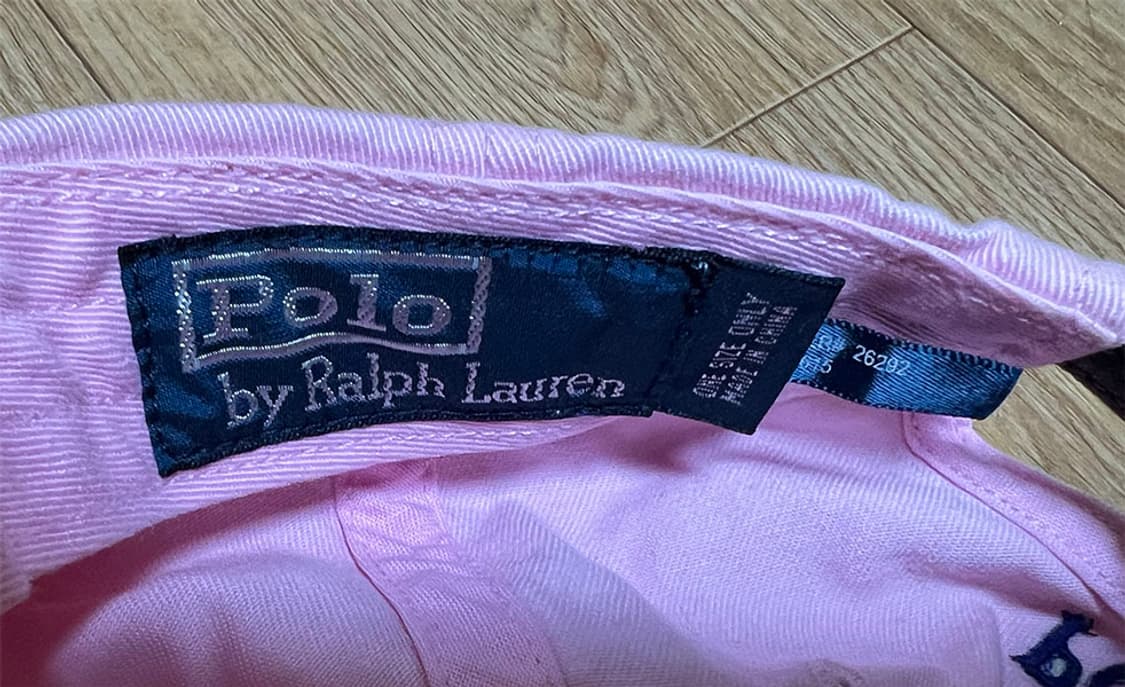 Polo
by Ralph Lauren
ONE SIZE ONLY
MADE IN CHINA
26292